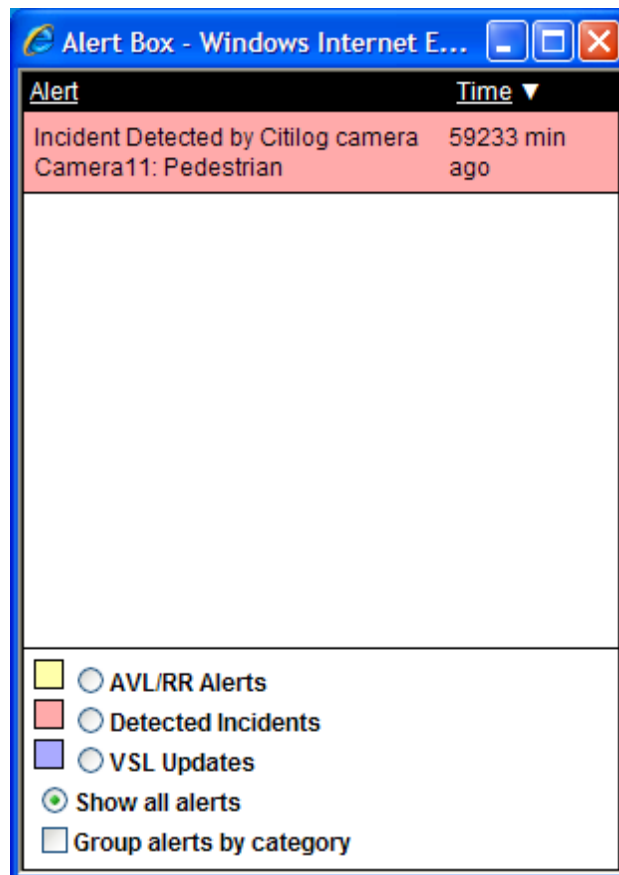 Alert Box - Windows Internet E...
Alert Time ▼
Incident Detected by Citilog camera 59233 min
Camera11: Pedestrian ago
AVL/RR Alerts
Detected Incidents
VSL Updates
Show all alerts
Group alerts by category